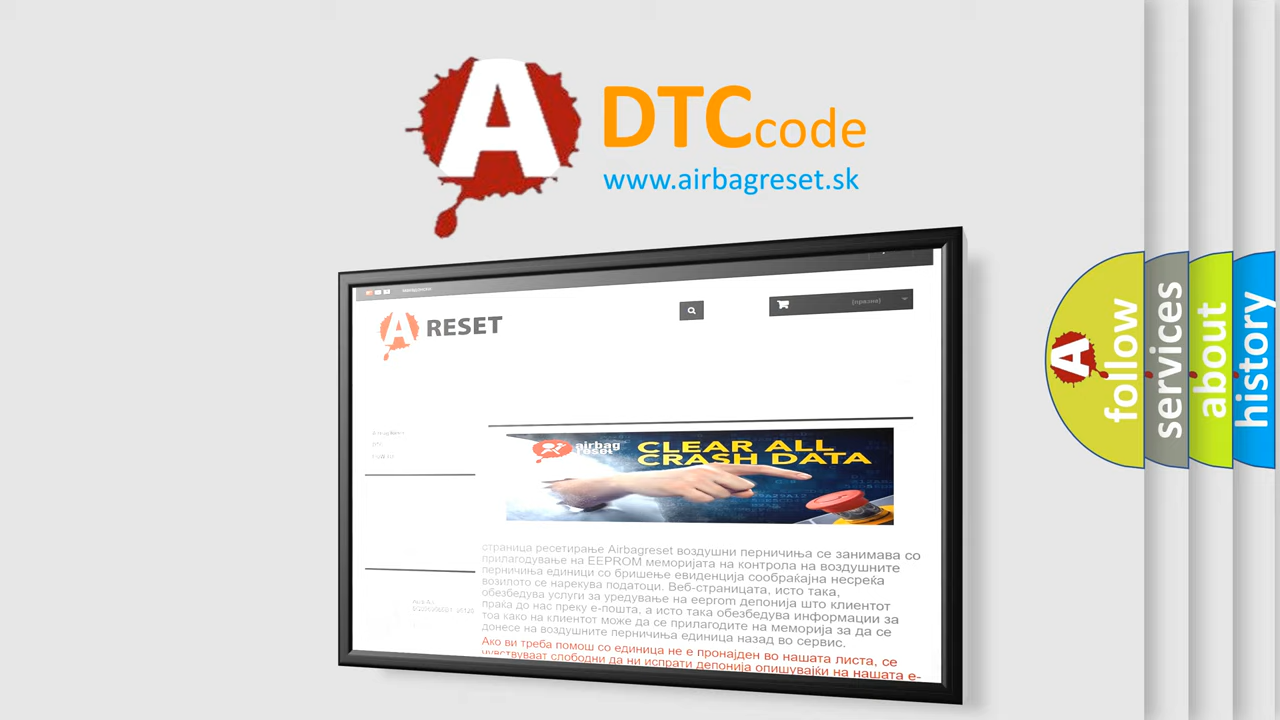 A
DTC code
www.airbagreset.sk
A RESET
(празно)
DTC
airbag
reset
CLEAR ALL
CRASH DATA
страница ресетирање Airbagreset воздушни перничиња се занимава со
прилагодување на EEPROM меморијата на контрола на воздушните
перничиња единици со бришење евиденција сообраќајна несреќа
возилото се нарекува податоци. Веб-страницата, исто така,
обезбедува услуги за уредување на eeprom депонија што клиентот
праќа до нас преку е-пошта, а исто така обезбедува информации за
тоа како на клиентот може да се прилагодите на меморија за да се
донесе на воздушните перничиња единица назад во сервис.
Ако ви треба помош со единица не е пронајден во нашата листа, се
чувствуваат слободни да ни испрати депонија опишувајќи на нашата е-
A
follow
services
about
history